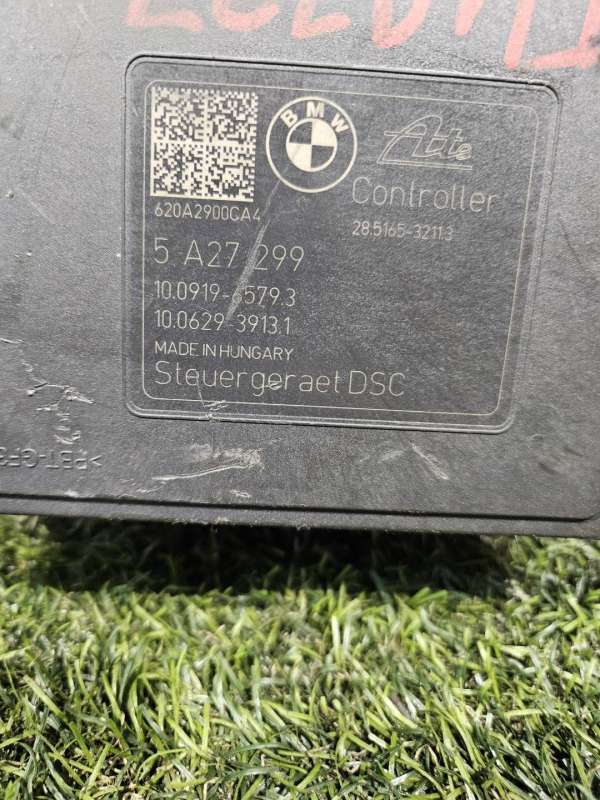 BMW
Ate
Controller
28.5165-3211.3
620A2900CA4
5 A27 299
10.0919-6579.3
10.0629-3913.1
MADE IN HUNGARY
Steuergeraet DSC